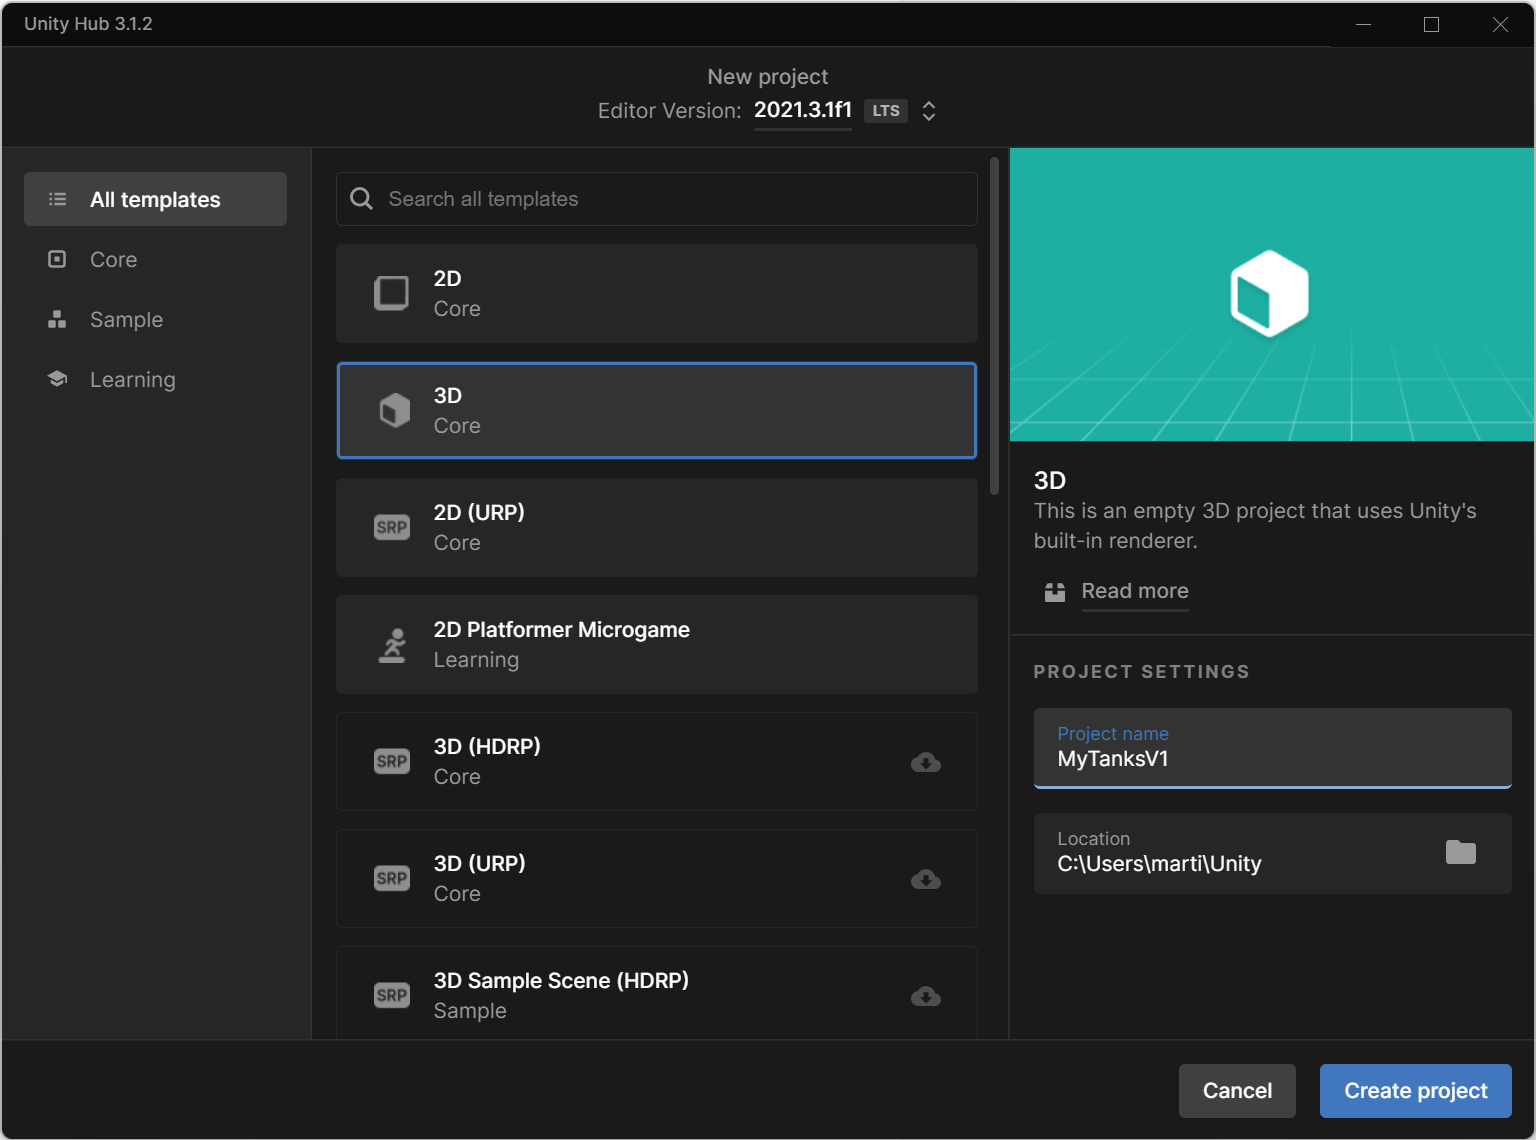 Unity Hub 3.1.2
New project
Editor Version: 2021.3.1f1 LTS
All templates
Core
Sample
Learning
Search all templates
2D
Core
3D
Core
SRP
2D (URP)
Core
2D Platformer Microgame
Learning
SRP
3D (HDRP)
Core
SRP
3D (URP)
Core
SRP
3D Sample Scene (HDRP)
Sample
3D
This is an empty 3D project that uses Unity's
built-in renderer.
Read more
PROJECT SETTINGS
Project name
MyTanksV1
Location
C:\Users\marti\Unity
Cancel
Create project